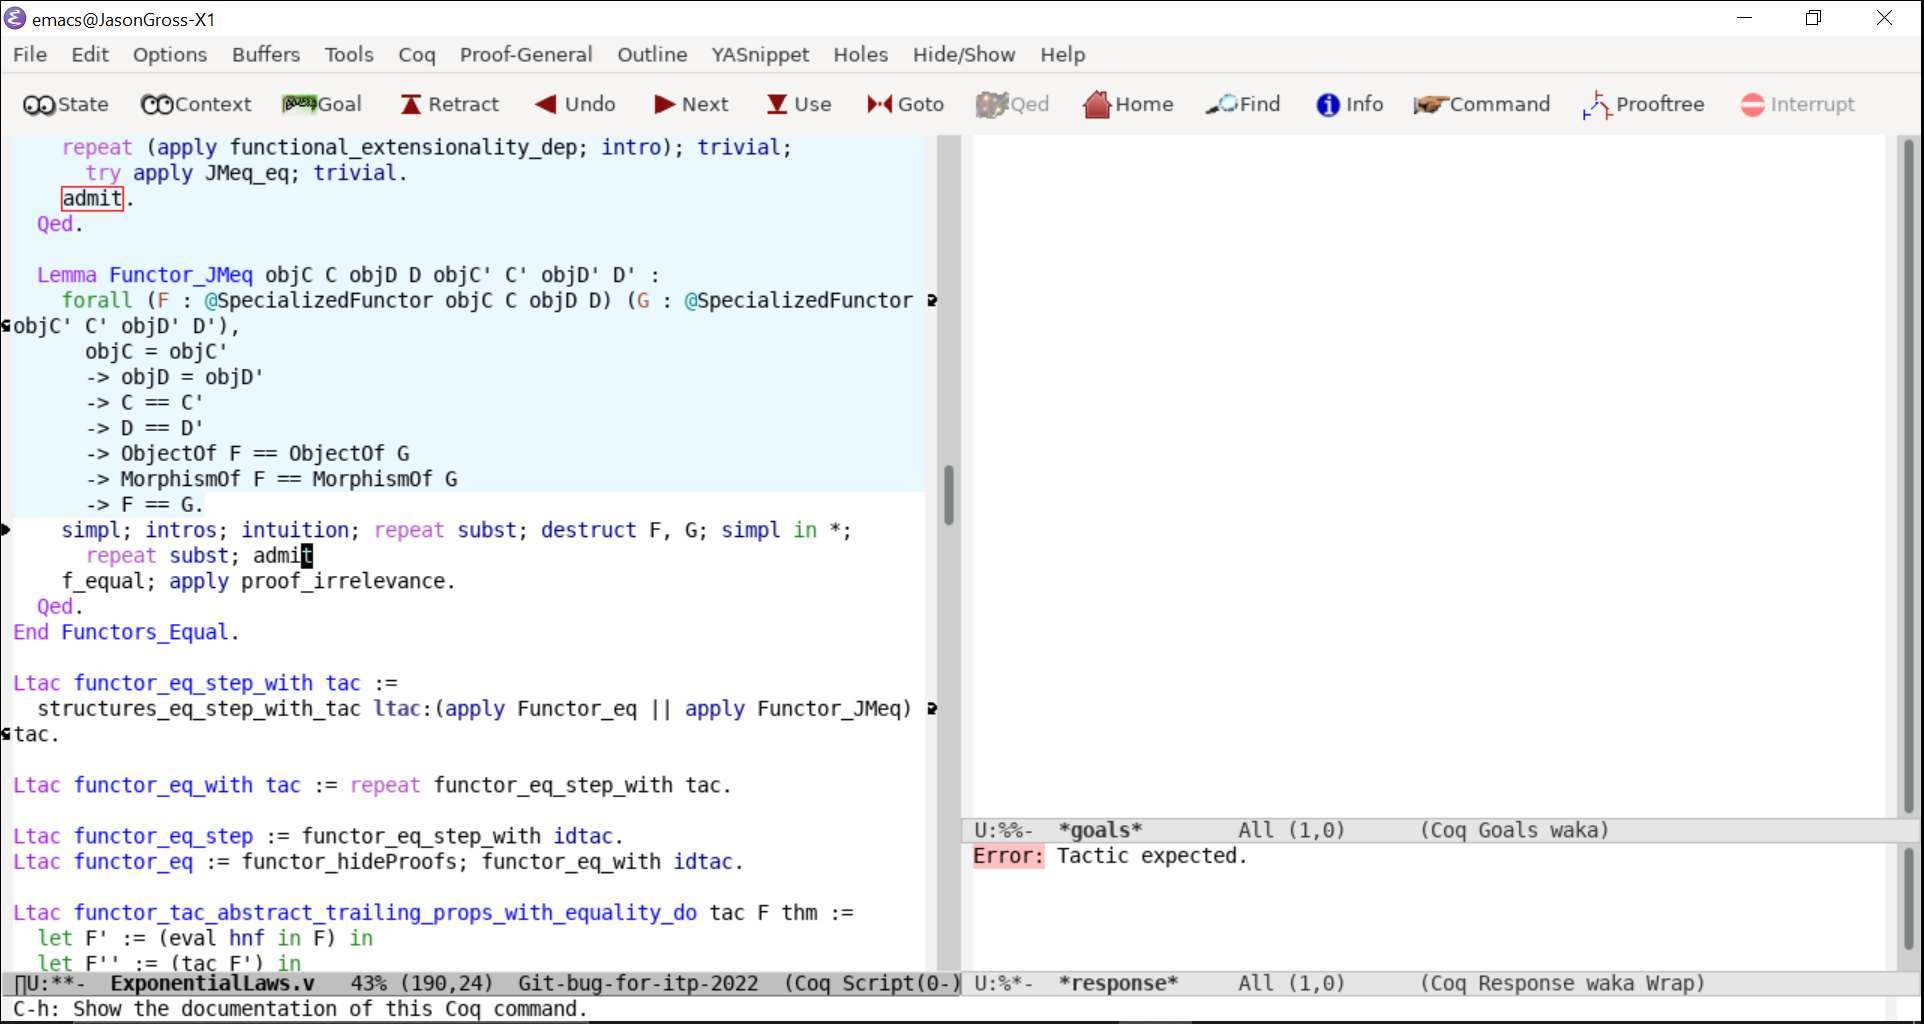 emacs@JasonGross-X1
File Edit Options Buffers Tools Coq Proof-General Outline YASnippet Holes Hide/Show Help
State Context Goal Retract Undo Next Use Goto Qed Home Find Info Command Prooftree Interrupt
repeat (apply functional_extensionality_dep; intro); trivial;
try apply JMeq_eq; trivial.
admit.
Qed.
Lemma Functor_JMeq objC C objD D objC' C' objD' D' :
forall (F : @SpecializedFunctor objC C objD D) (G : @SpecializedFunctor
objC' C' objD' D'),
objC = objC'
-> objD = objD'
-> C == C'
-> D == D'
-> ObjectOf F == ObjectOf G
-> MorphismOf F == MorphismOf G
-> F == G.
simpl; intros; intuition; repeat subst; destruct F, G; simpl in *;
repeat subst; admit
f_equal; apply proof_irrelevance.
Qed.
End Functors_Equal.
Ltac functor_eq_step_with tac :=
structures_eq_step_with_tac ltac:(apply Functor_eq || apply Functor_JMeq)
tac.
Ltac functor_eq_with tac := repeat functor_eq_step_with tac.
Ltac functor_eq_step := functor_eq_step_with idtac.
Ltac functor_eq := functor_hideProofs; functor_eq_with idtac.
Ltac functor_tac_abstract_trailing_props_with_equality_do tac F thm :=
let F' := (eval hnf in F) in
let F'' := (tac F') in
U:**- ExponentialLaws.v 43% (190,24) Git-bug-for-itp-2022 (Coq Script(0-)
C-h: Show the documentation of this Coq command.
U:%%- *goals* All (1,0) (Coq Goals waka)
Error: Tactic expected.
U:%*- *response* All (1,0) (Coq Response waka Wrap)